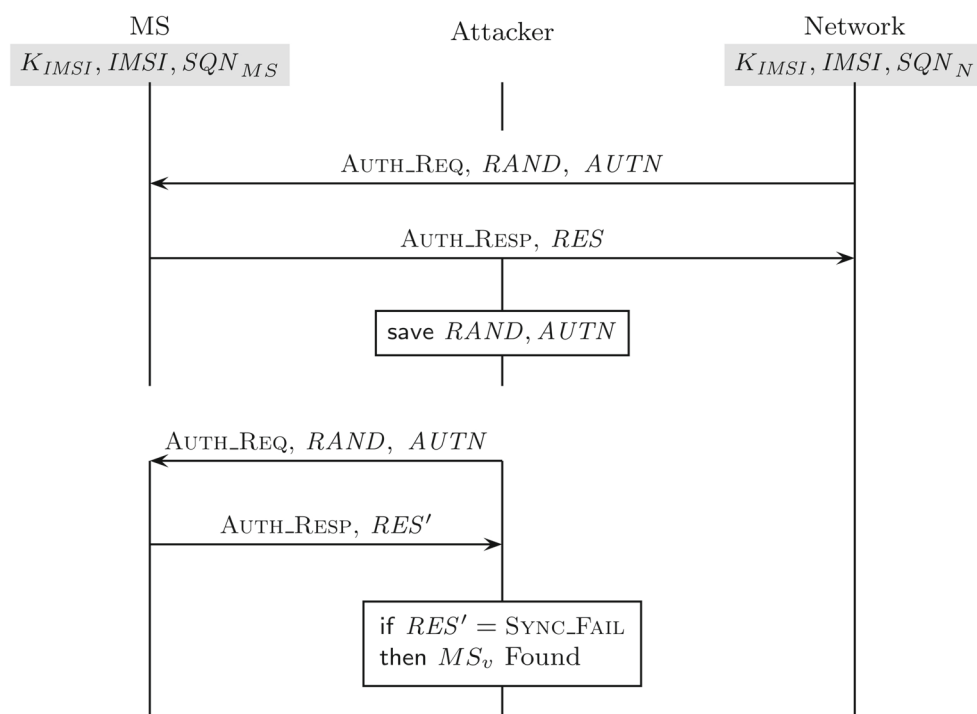 MS
Attacker
Network
K_IMSI, IMSI, SQN_MS
K_IMSI, IMSI, SQN_N
AUTH_REQ, RAND, AUTN
AUTH_RESP, RES
save RAND, AUTN
AUTH_REQ, RAND, AUTN
AUTH_RESP, RES′
if RES′ = SYNC_FAIL
then MS_v Found